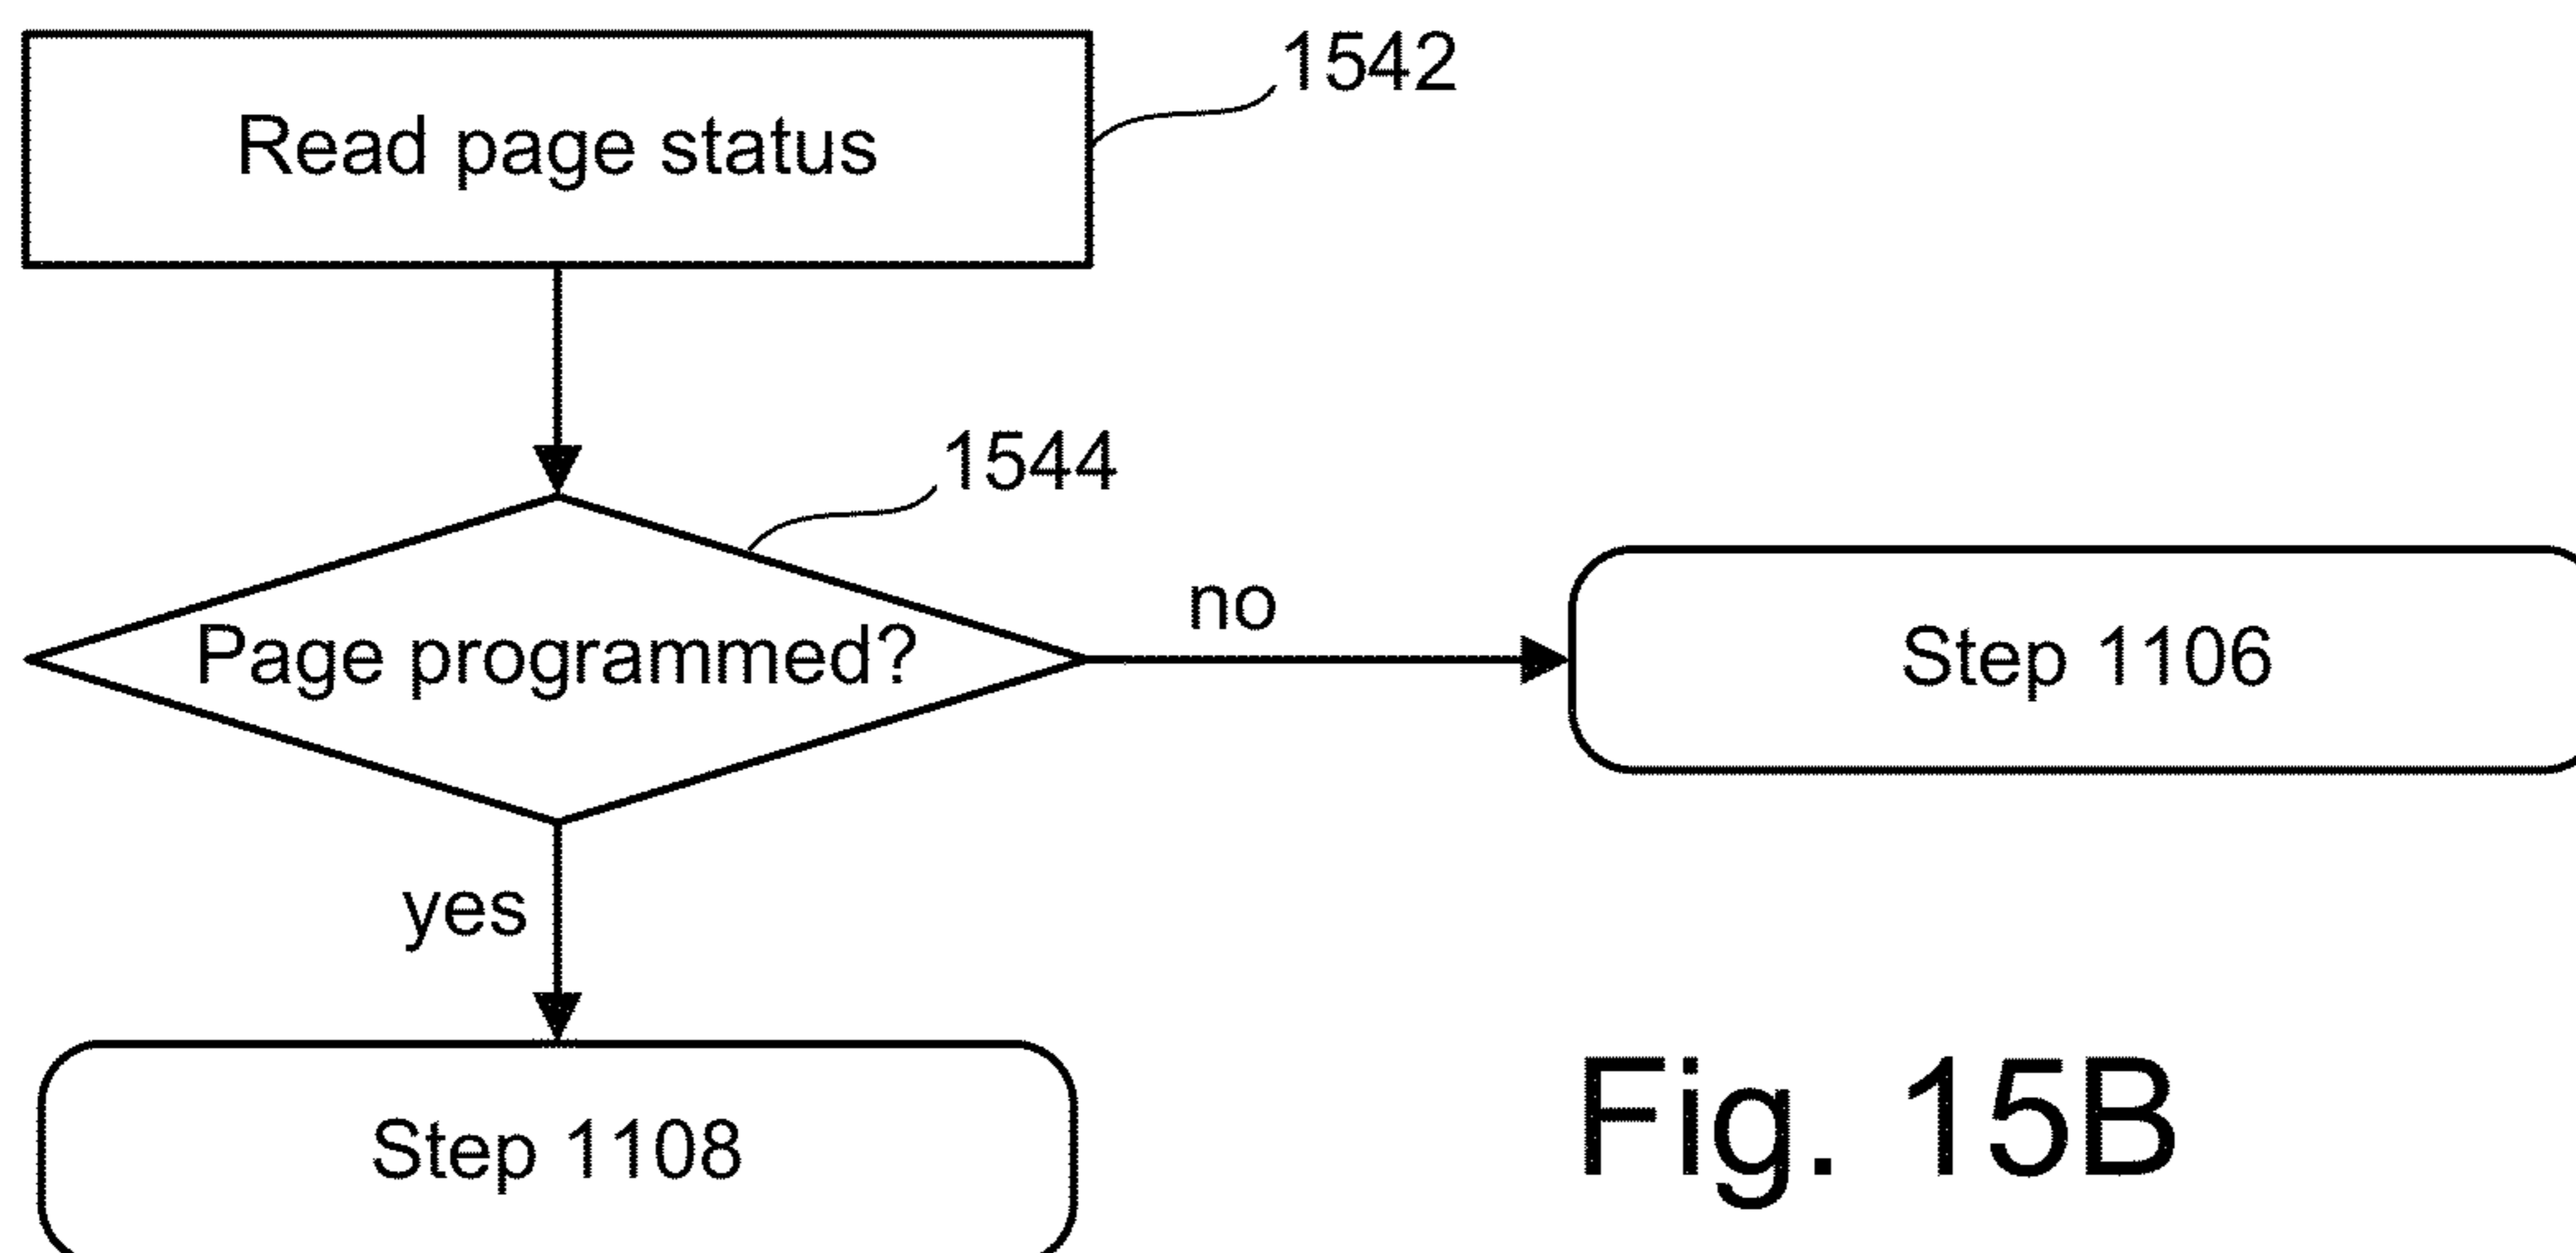 1542
Read page status
1544
no
Page programmed?
Step 1106
yes
Step 1108
Fig. 15B